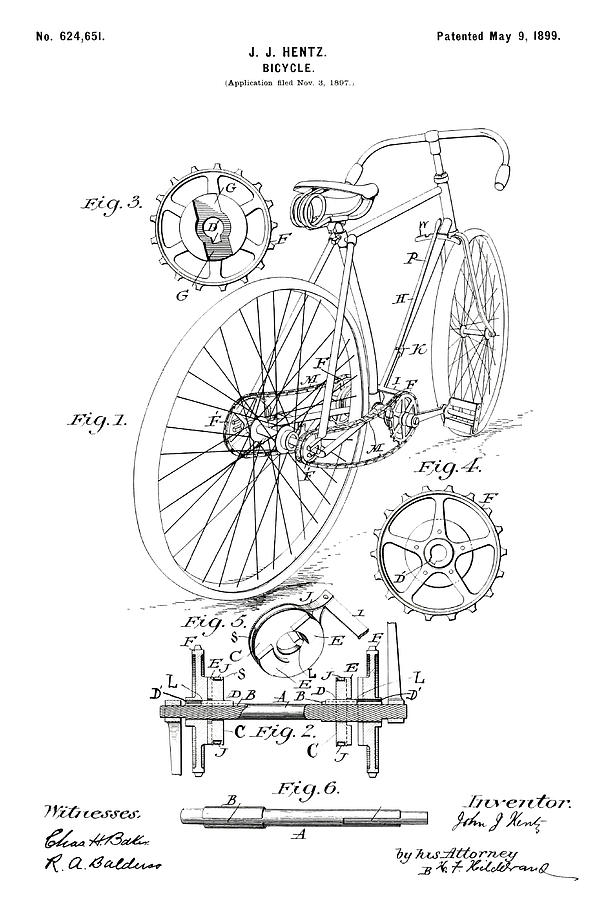 No. 624,651.
Patented May 9, 1899.
J. J. HENTZ.
BICYCLE.
(Application filed Nov. 3, 1897.)
Fig. 3.
G
D
F
G
W
P
H
K
F
M
I
F
Fig. 1.
F
F
M
Fig. 4.
F
D'
Fig. 5.
J
I
S
C
E
L
E
F
F
E
J
S
J
E
D
L
D
B
A
B
D
L
D'
C
Fig. 2.
C
J
J
Fig. 6.
B
A
Witnesses.
Chas H. Baker
R. A. Balderson
Inventor.
John J Hentz
by his Attorney